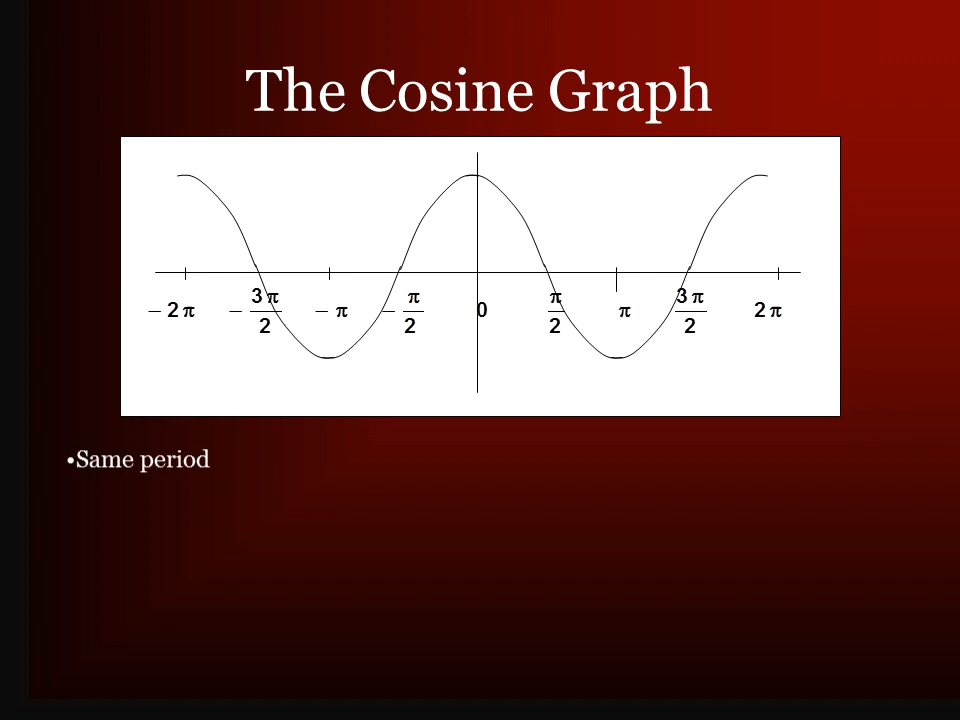 The Cosine Graph
− 2 π − 3 π / 2 − π − π / 2 0 π / 2 π 3 π / 2 2 π
•Same period